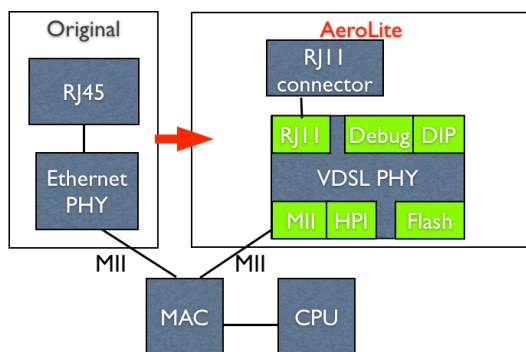 Original
RJ45
Ethernet
PHY
AeroLite
RJ11
connector
RJ11
Debug
DIP
VDSL PHY
MII
HPI
Flash
MII
MII
MAC
CPU